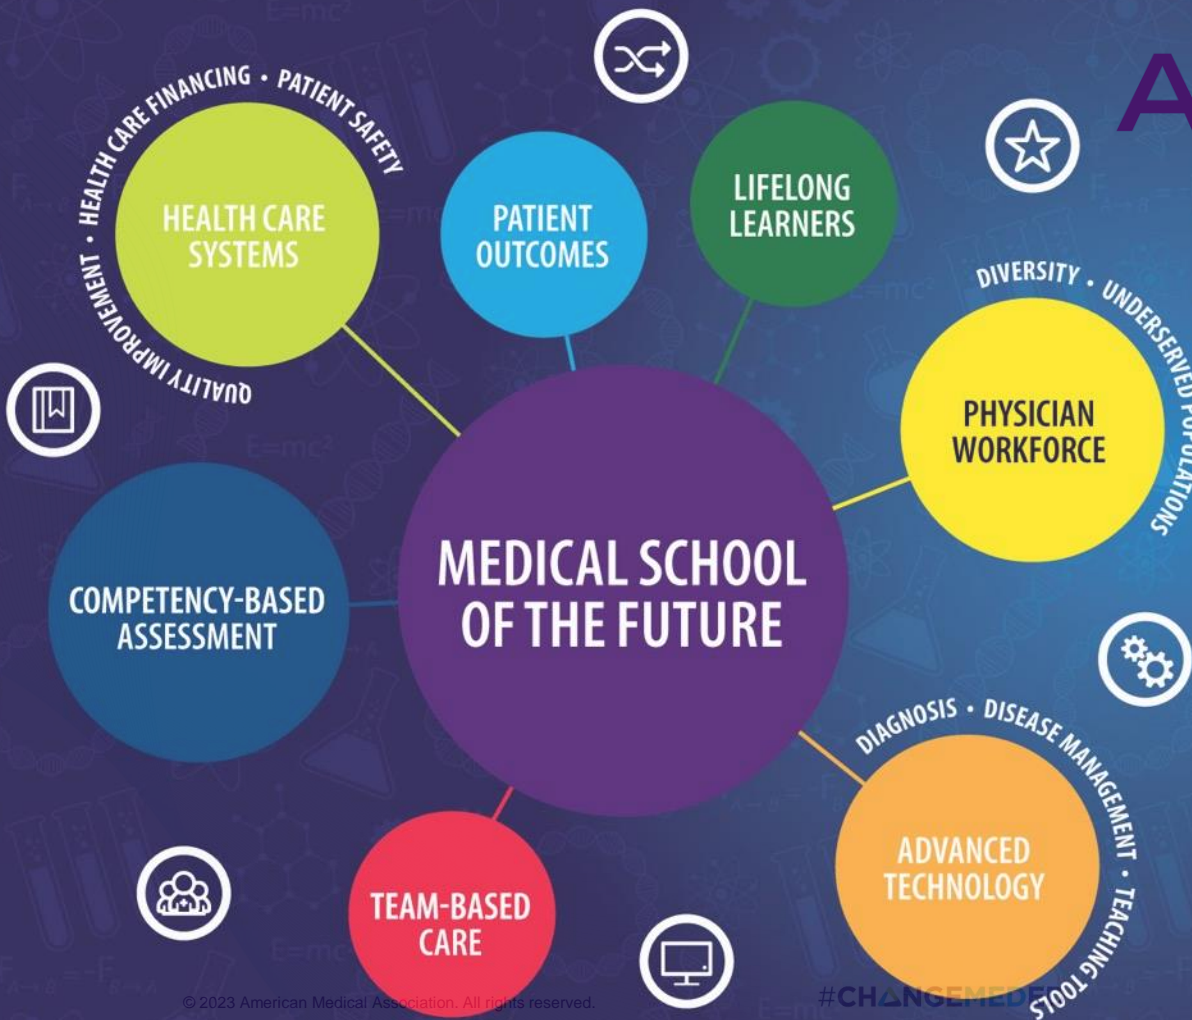 A
QUALITY IMPROVEMENT • HEALTH CARE FINANCING • PATIENT SAFETY
HEALTH CARE
SYSTEMS
PATIENT
OUTCOMES
LIFELONG
LEARNERS
DIVERSITY • UNDERSERVED POPULATIONS
PHYSICIAN
WORKFORCE
MEDICAL SCHOOL
OF THE FUTURE
COMPETENCY-BASED
ASSESSMENT
DIAGNOSIS • DISEASE MANAGEMENT • TEACHING TOOLS
ADVANCED
TECHNOLOGY
TEAM-BASED
CARE
© 2023 American Medical Association. All rights reserved.
#CHANGEMEDED